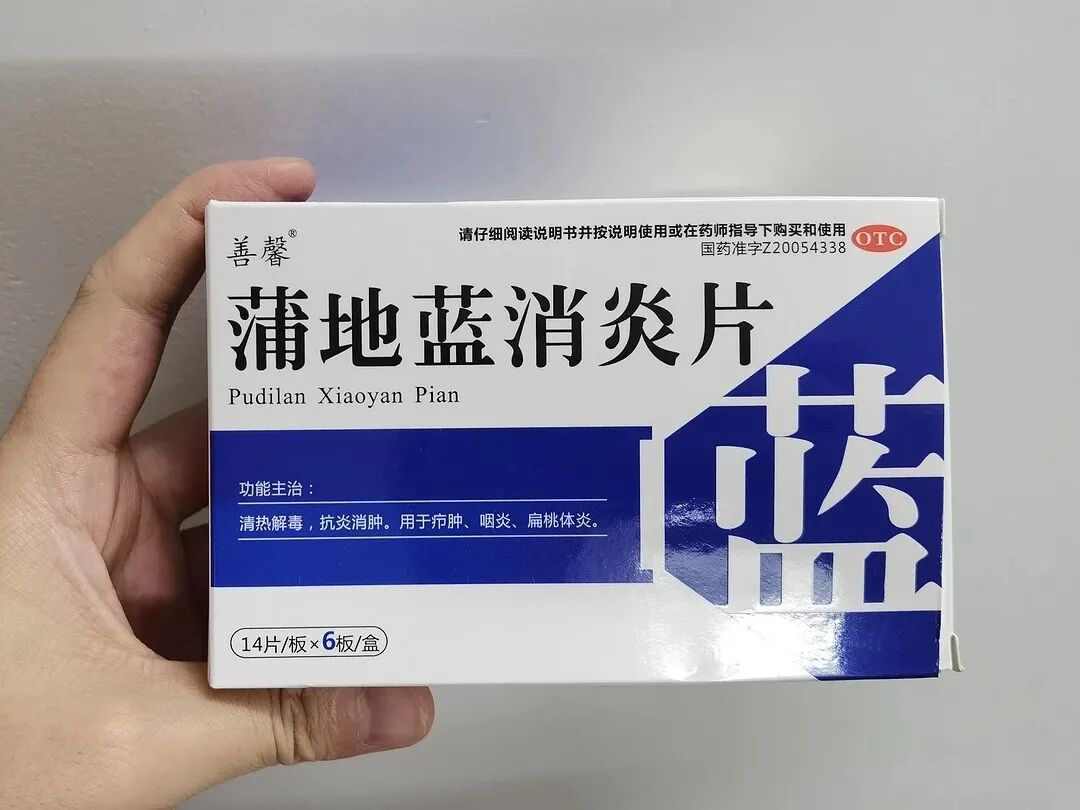 善馨®
请仔细阅读说明书并按说明使用或在药师指导下购买和使用
国药准字Z20054338
OTC
蒲地蓝消炎片
Pudilan Xiaoyan Pian
蓝
功能主治：
清热解毒，抗炎消肿。用于疖肿、咽炎、扁桃体炎。
14片/板×6板/盒